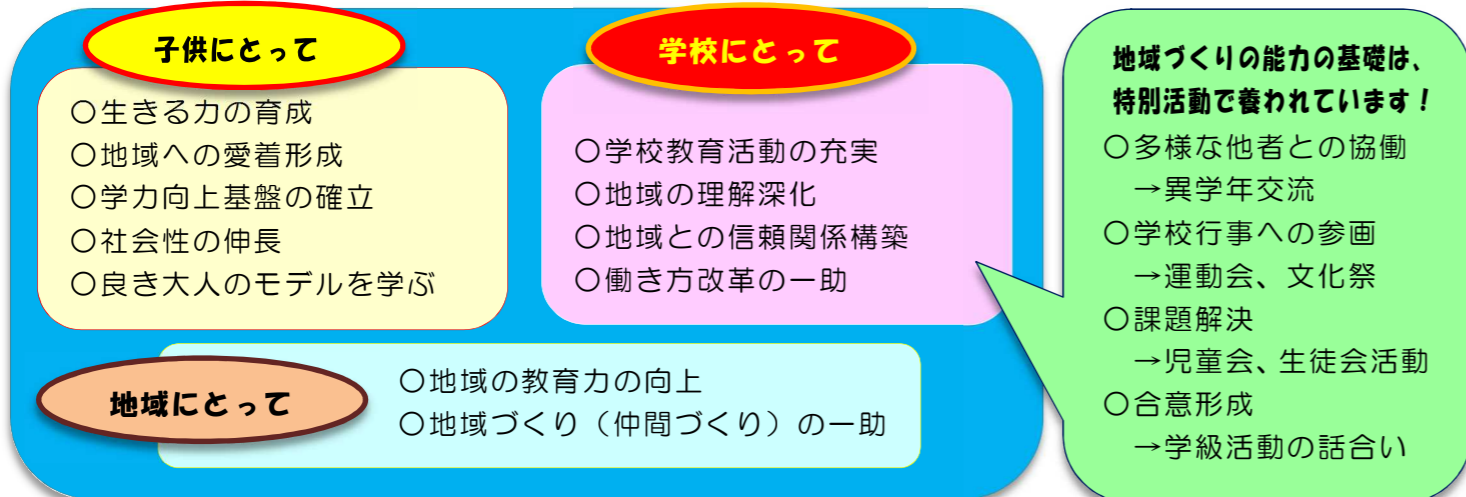 子供にとって
〇生きる力の育成
〇地域への愛着形成
〇学力向上基盤の確立
〇社会性の伸長
〇良き大人のモデルを学ぶ
学校にとって
〇学校教育活動の充実
〇地域の理解深化
〇地域との信頼関係構築
〇働き方改革の一助
地域にとって
〇地域の教育力の向上
〇地域づくり（仲間づくり）の一助
地域づくりの能力の基礎は、
特別活動で養われています！
〇多様な他者との協働
→異学年交流
〇学校行事への参画
→運動会、文化祭
〇課題解決
→児童会、生徒会活動
〇合意形成
→学級活動の話合い